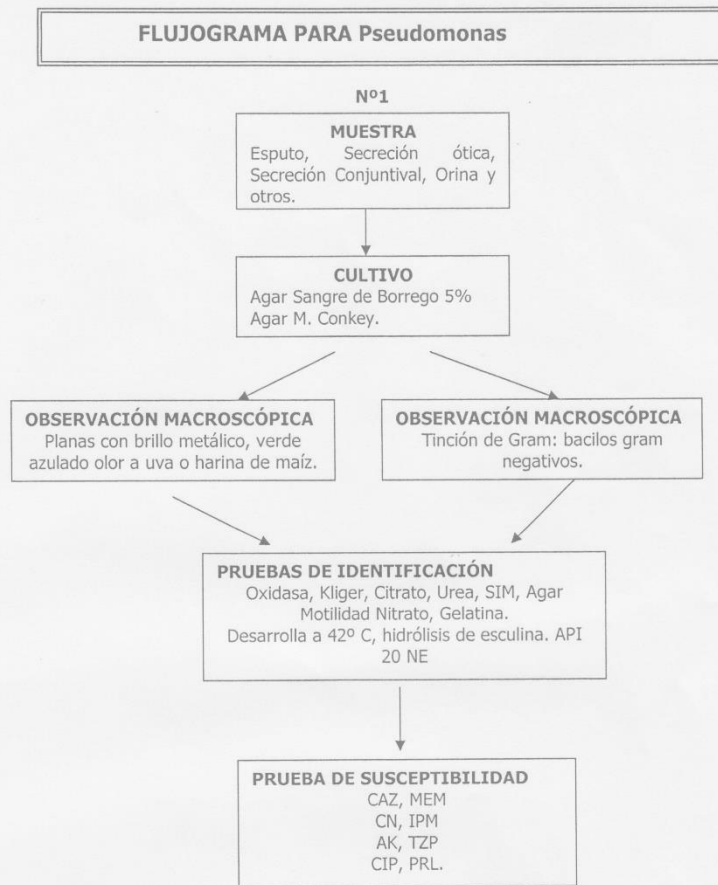 FLUJOGRAMA PARA Pseudomonas
Nº1
MUESTRA
Esputo, Secreción ótica,
Secreción Conjuntival, Orina y
otros.
CULTIVO
Agar Sangre de Borrego 5%
Agar M. Conkey.
OBSERVACIÓN MACROSCÓPICA
Planas con brillo metálico, verde
azulado olor a uva o harina de maíz.
OBSERVACIÓN MACROSCÓPICA
Tinción de Gram: bacilos gram
negativos.
PRUEBAS DE IDENTIFICACIÓN
Oxidasa, Kliger, Citrato, Urea, SIM, Agar
Motilidad Nitrato, Gelatina.
Desarrolla a 42º C, hidrólisis de esculina. API
20 NE
PRUEBA DE SUSCEPTIBILIDAD
CAZ, MEM
CN, IPM
AK, TZP
CIP, PRL.